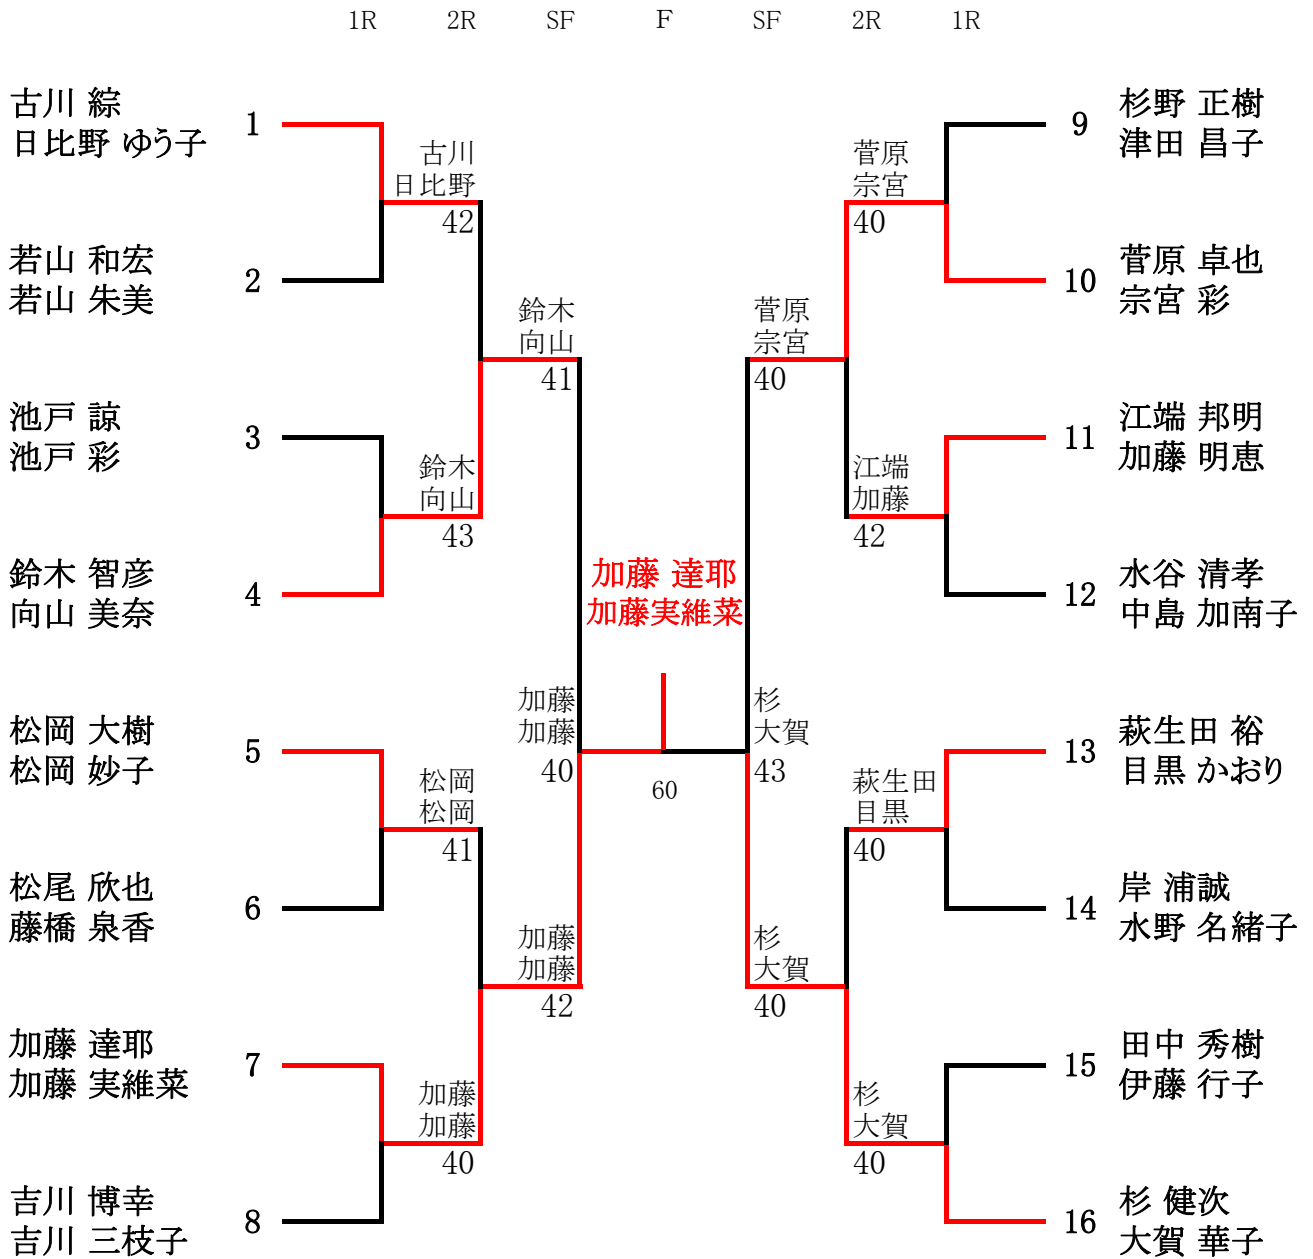 1R 2R SF F SF 2R 1R
古川 綜
日比野 ゆう子
1
若山 和宏
若山 朱美
2
池戸 諒
池戸 彩
3
鈴木 智彦
向山 美奈
4
松岡 大樹
松岡 妙子
5
松尾 欣也
藤橋 泉香
6
加藤 達耶
加藤 実維菜
7
吉川 博幸
吉川 三枝子
8
古川
日比野
42
鈴木
向山
43
松岡
松岡
41
加藤
加藤
40
鈴木
向山
41
加藤
加藤
42
加藤
加藤
40
加藤 達耶
加藤実維菜
60
杉
大賀
43
菅原
宗宮
40
杉
大賀
40
菅原
宗宮
40
江端
加藤
42
萩生田
目黒
40
杉
大賀
40
9
杉野 正樹
津田 昌子
10
菅原 卓也
宗宮 彩
11
江端 邦明
加藤 明恵
12
水谷 清孝
中島 加南子
13
萩生田 裕
目黒 かおり
14
岸 浦誠
水野 名緒子
15
田中 秀樹
伊藤 行子
16
杉 健次
大賀 華子